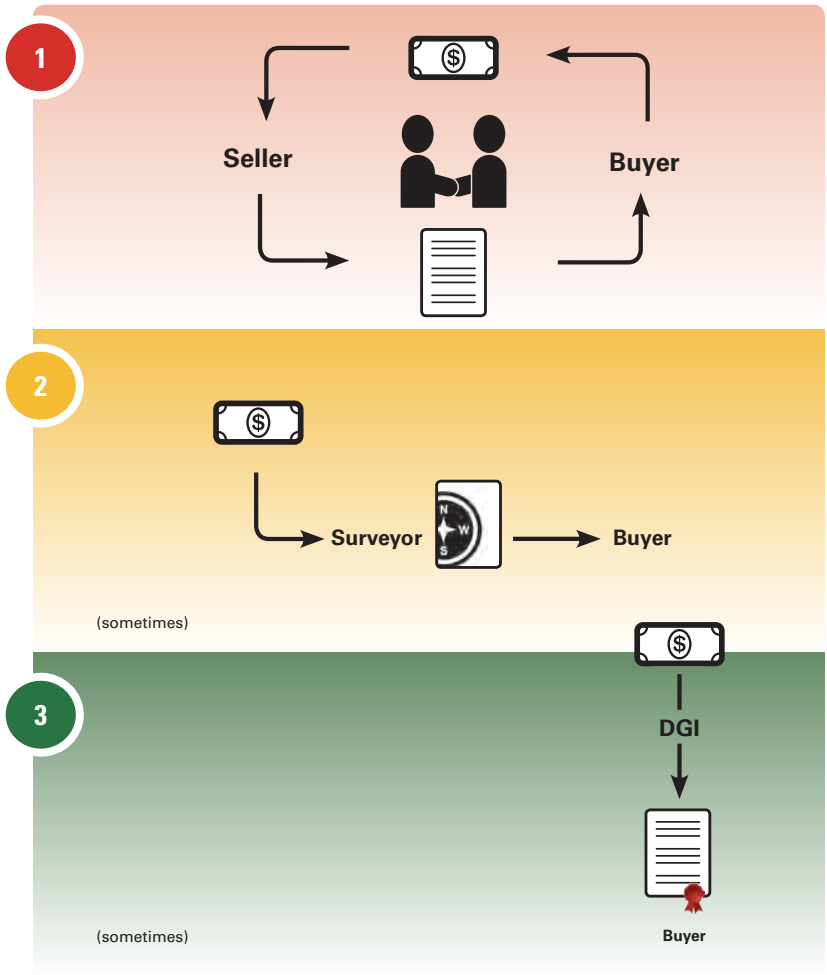 1
$
Seller
Buyer
2
$
N
W
S
Surveyor
Buyer
(sometimes)
$
3
DGI
(sometimes)
Buyer